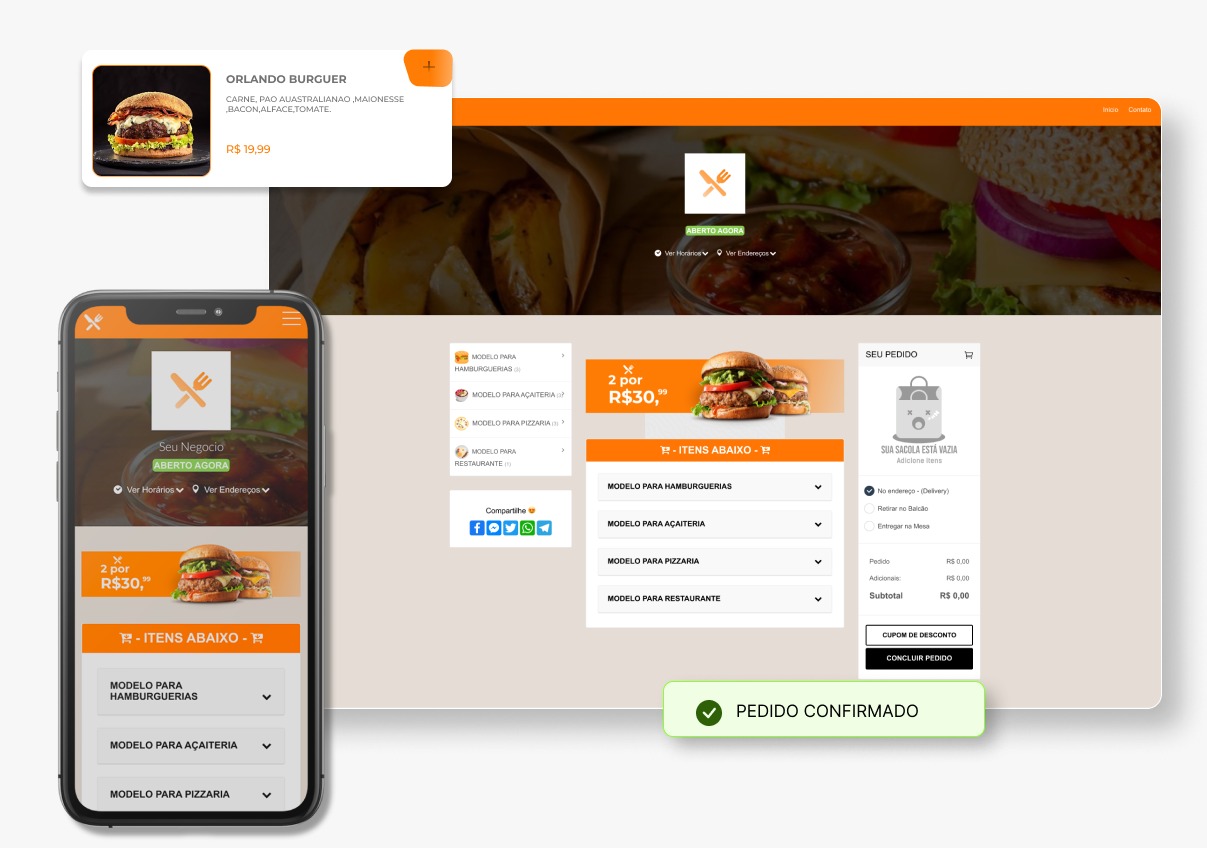 ORLANDO BURGUER
CARNE, PAO AUASTRALIANAO ,MAIONESSE
,BACON,ALFACE,TOMATE.
R$ 19,99
Início Contato
ABERTO AGORA
Ver Horários Ver Endereços
MODELO PARA
HAMBURGUERIAS (3)
MODELO PARA AÇAITERIA
MODELO PARA PIZZARIA (3)
MODELO PARA
RESTAURANTE
Compartilhe
2 por
R$30,99
- ITENS ABAIXO -
MODELO PARA HAMBURGUERIAS
MODELO PARA AÇAITERIA
MODELO PARA PIZZARIA
MODELO PARA RESTAURANTE
SEU PEDIDO
SUA SACOLA ESTÁ VAZIA
Adicione itens
No endereço - (Delivery)
Retirar no Balcão
Entregar na Mesa
Pedido R$ 0,00
Adicionais: R$ 0,00
Subtotal R$ 0,00
CUPOM DE DESCONTO
CONCLUIR PEDIDO
PEDIDO CONFIRMADO
Seu Negocio
ABERTO AGORA
Ver Horários Ver Endereços
2 por
R$30,99
- ITENS ABAIXO -
MODELO PARA
HAMBURGUERIAS
MODELO PARA AÇAITERIA
MODELO PARA PIZZARIA